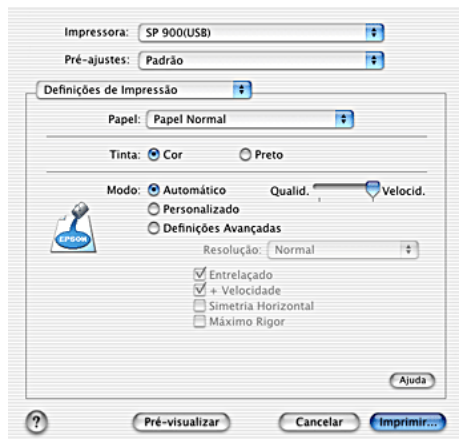 Impressora: SP 900(USB)
Pré-ajustes: Padrão
Definições de Impressão
Papel: Papel Normal
Tinta: Cor Preto
Modo: Automático Qualid. Velocid.
Personalizado
EPSON
Definições Avançadas
Resolução: Normal
Entrelaçado
+ Velocidade
Simetria Horizontal
Máximo Rigor
Ajuda
? Pré-visualizar Cancelar Imprimir...